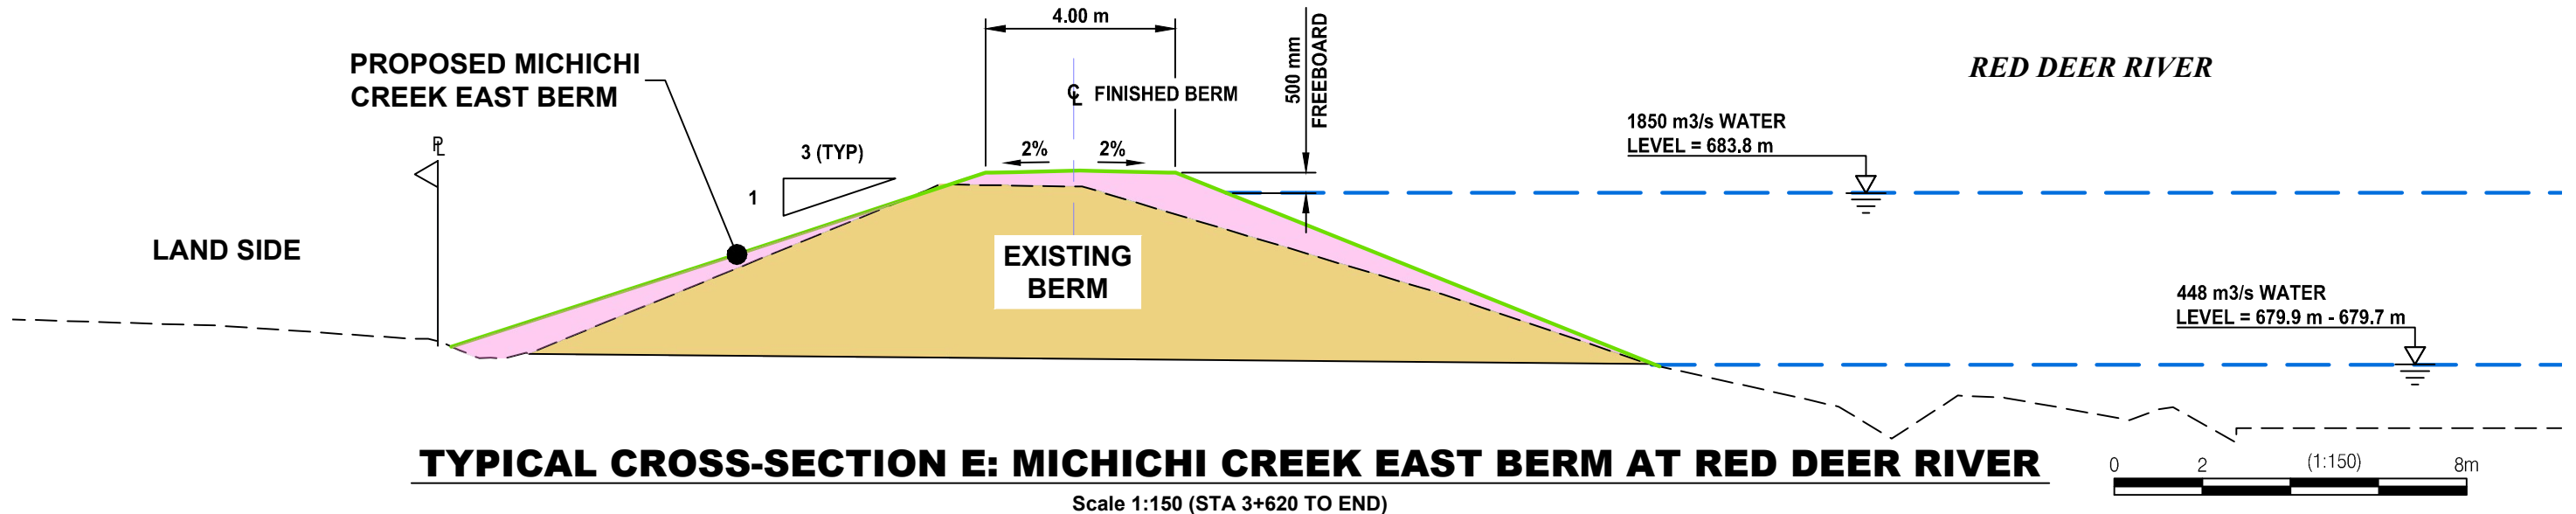 4.00 m
500 mm
FREEBOARD
RED DEER RIVER
PROPOSED MICHICHI
CREEK EAST BERM
℄ FINISHED BERM
1850 m3/s WATER
LEVEL = 683.8 m
PL
3 (TYP)
2%
2%
1
LAND SIDE
EXISTING
BERM
448 m3/s WATER
LEVEL = 679.9 m - 679.7 m
TYPICAL CROSS-SECTION E: MICHICHI CREEK EAST BERM AT RED DEER RIVER
Scale 1:150 (STA 3+620 TO END)
0 2 (1:150) 8m